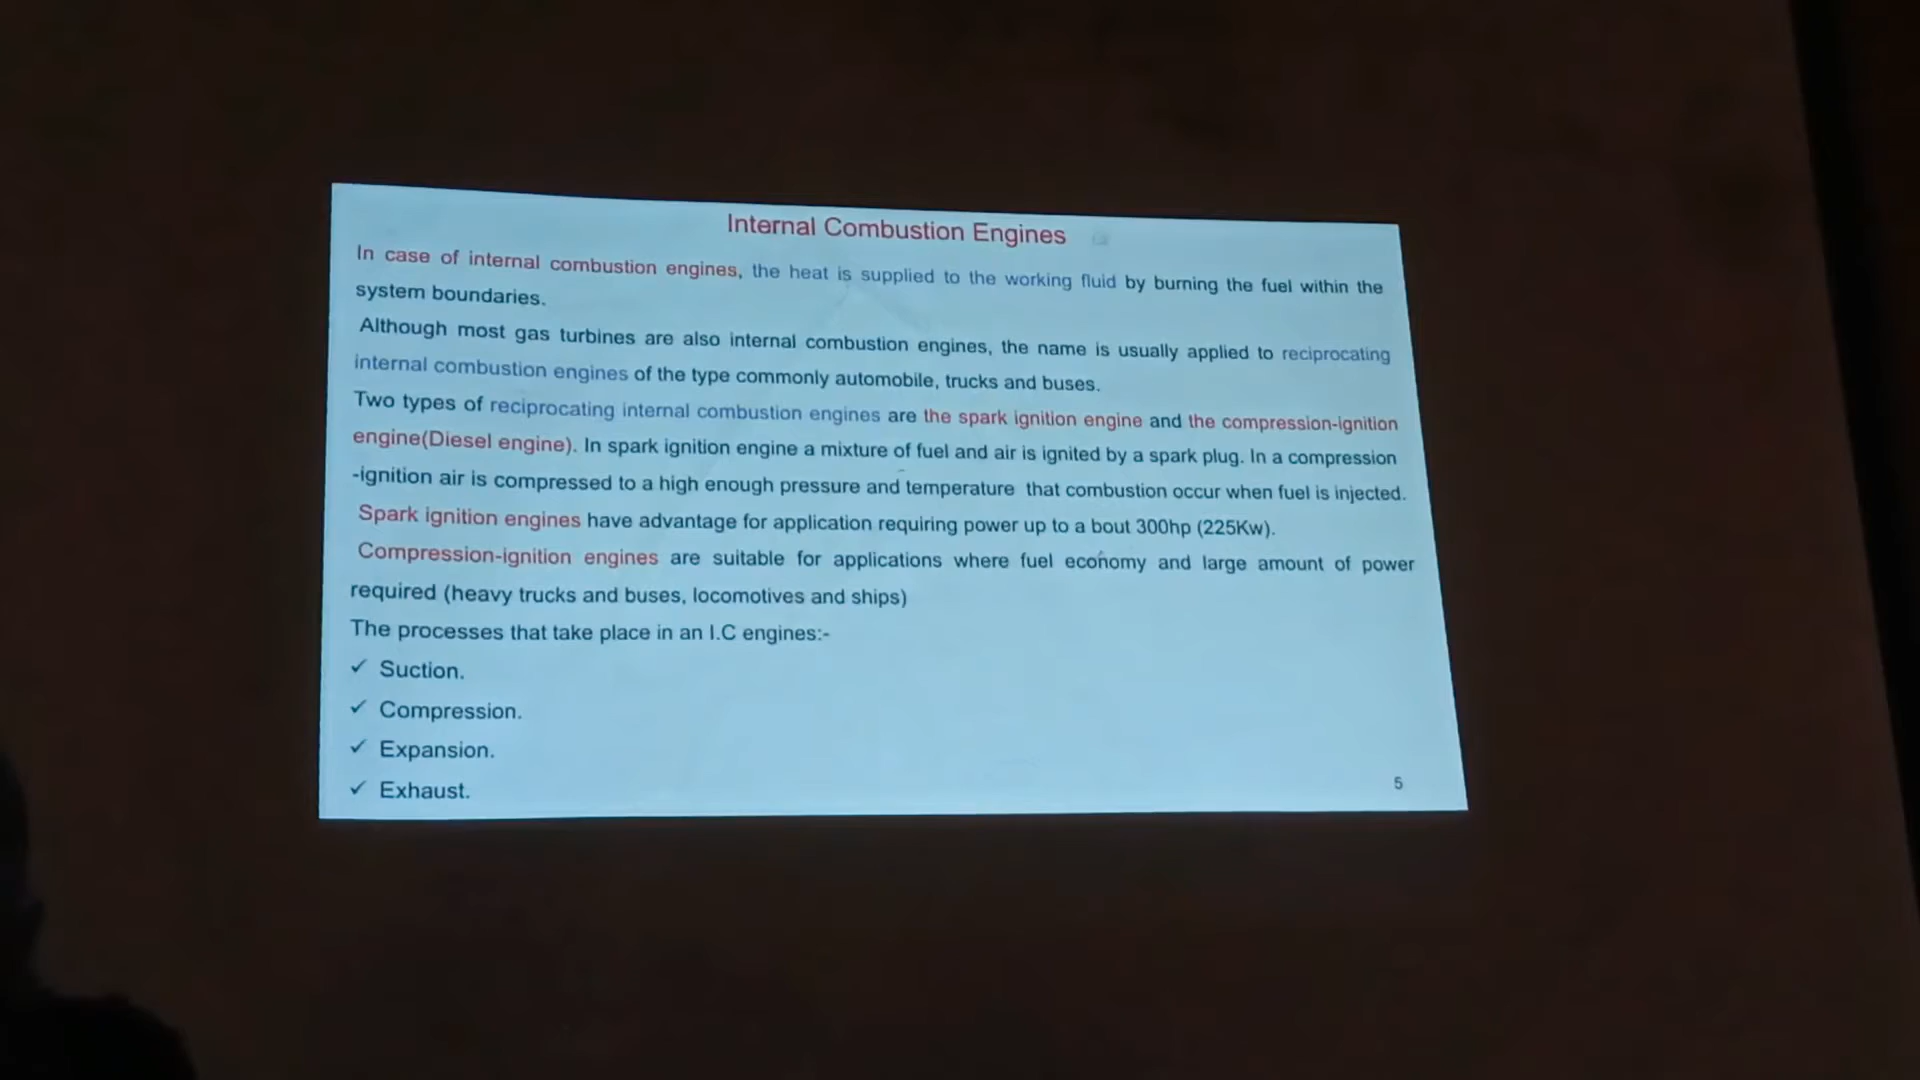 Internal Combustion Engines
In case of internal combustion engines, the heat is supplied to the working fluid by burning the fuel within the
system boundaries.
Although most gas turbines are also internal combustion engines, the name is usually applied to reciprocating
internal combustion engines of the type commonly automobile, trucks and buses.
Two types of reciprocating internal combustion engines are the spark ignition engine and the compression-ignition
engine(Diesel engine). In spark ignition engine a mixture of fuel and air is ignited by a spark plug. In a compression
-ignition air is compressed to a high enough pressure and temperature that combustion occur when fuel is injected.
Spark ignition engines have advantage for application requiring power up to a bout 300hp (225Kw).
Compression-ignition engines are suitable for applications where fuel economy and large amount of power
required (heavy trucks and buses, locomotives and ships)
The processes that take place in an I.C engines:-
✓ Suction.
✓ Compression.
✓ Expansion.
✓ Exhaust.
5